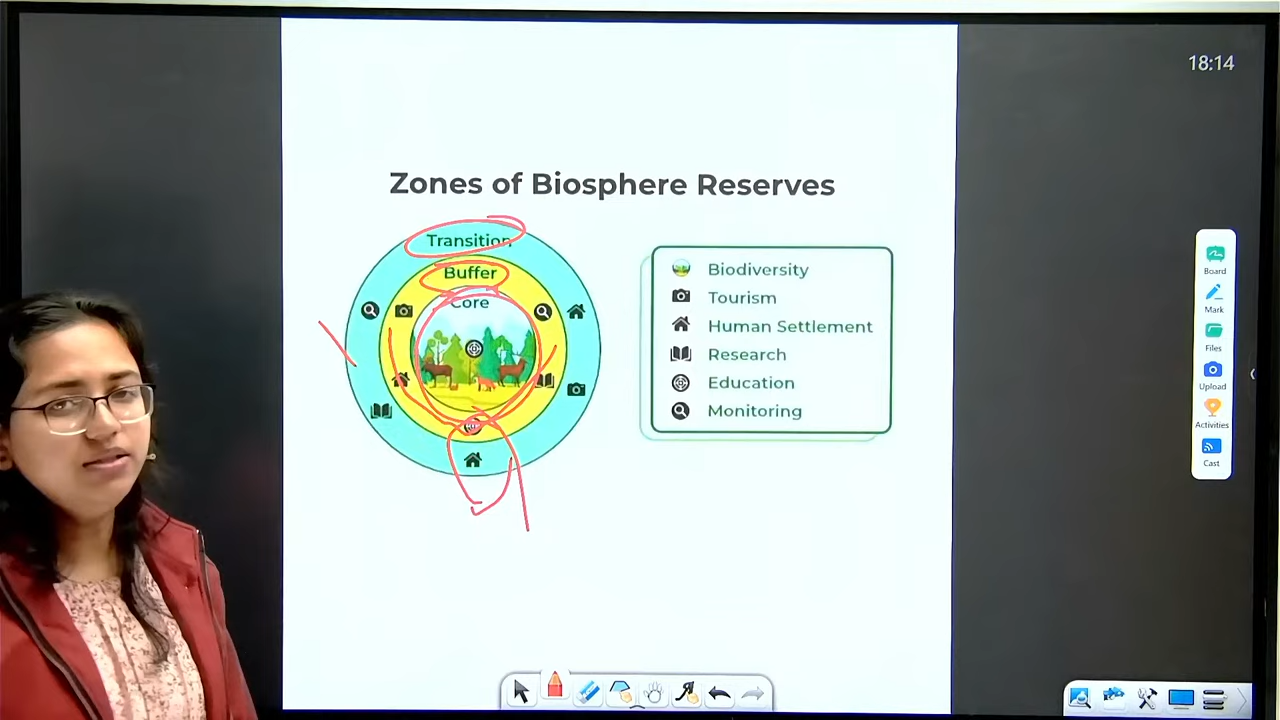 18:14
Zones of Biosphere Reserves
Transition
Buffer
Core
Biodiversity
Tourism
Human Settlement
Research
Education
Monitoring
Board
Mark
Files
Upload
Activities
Cast